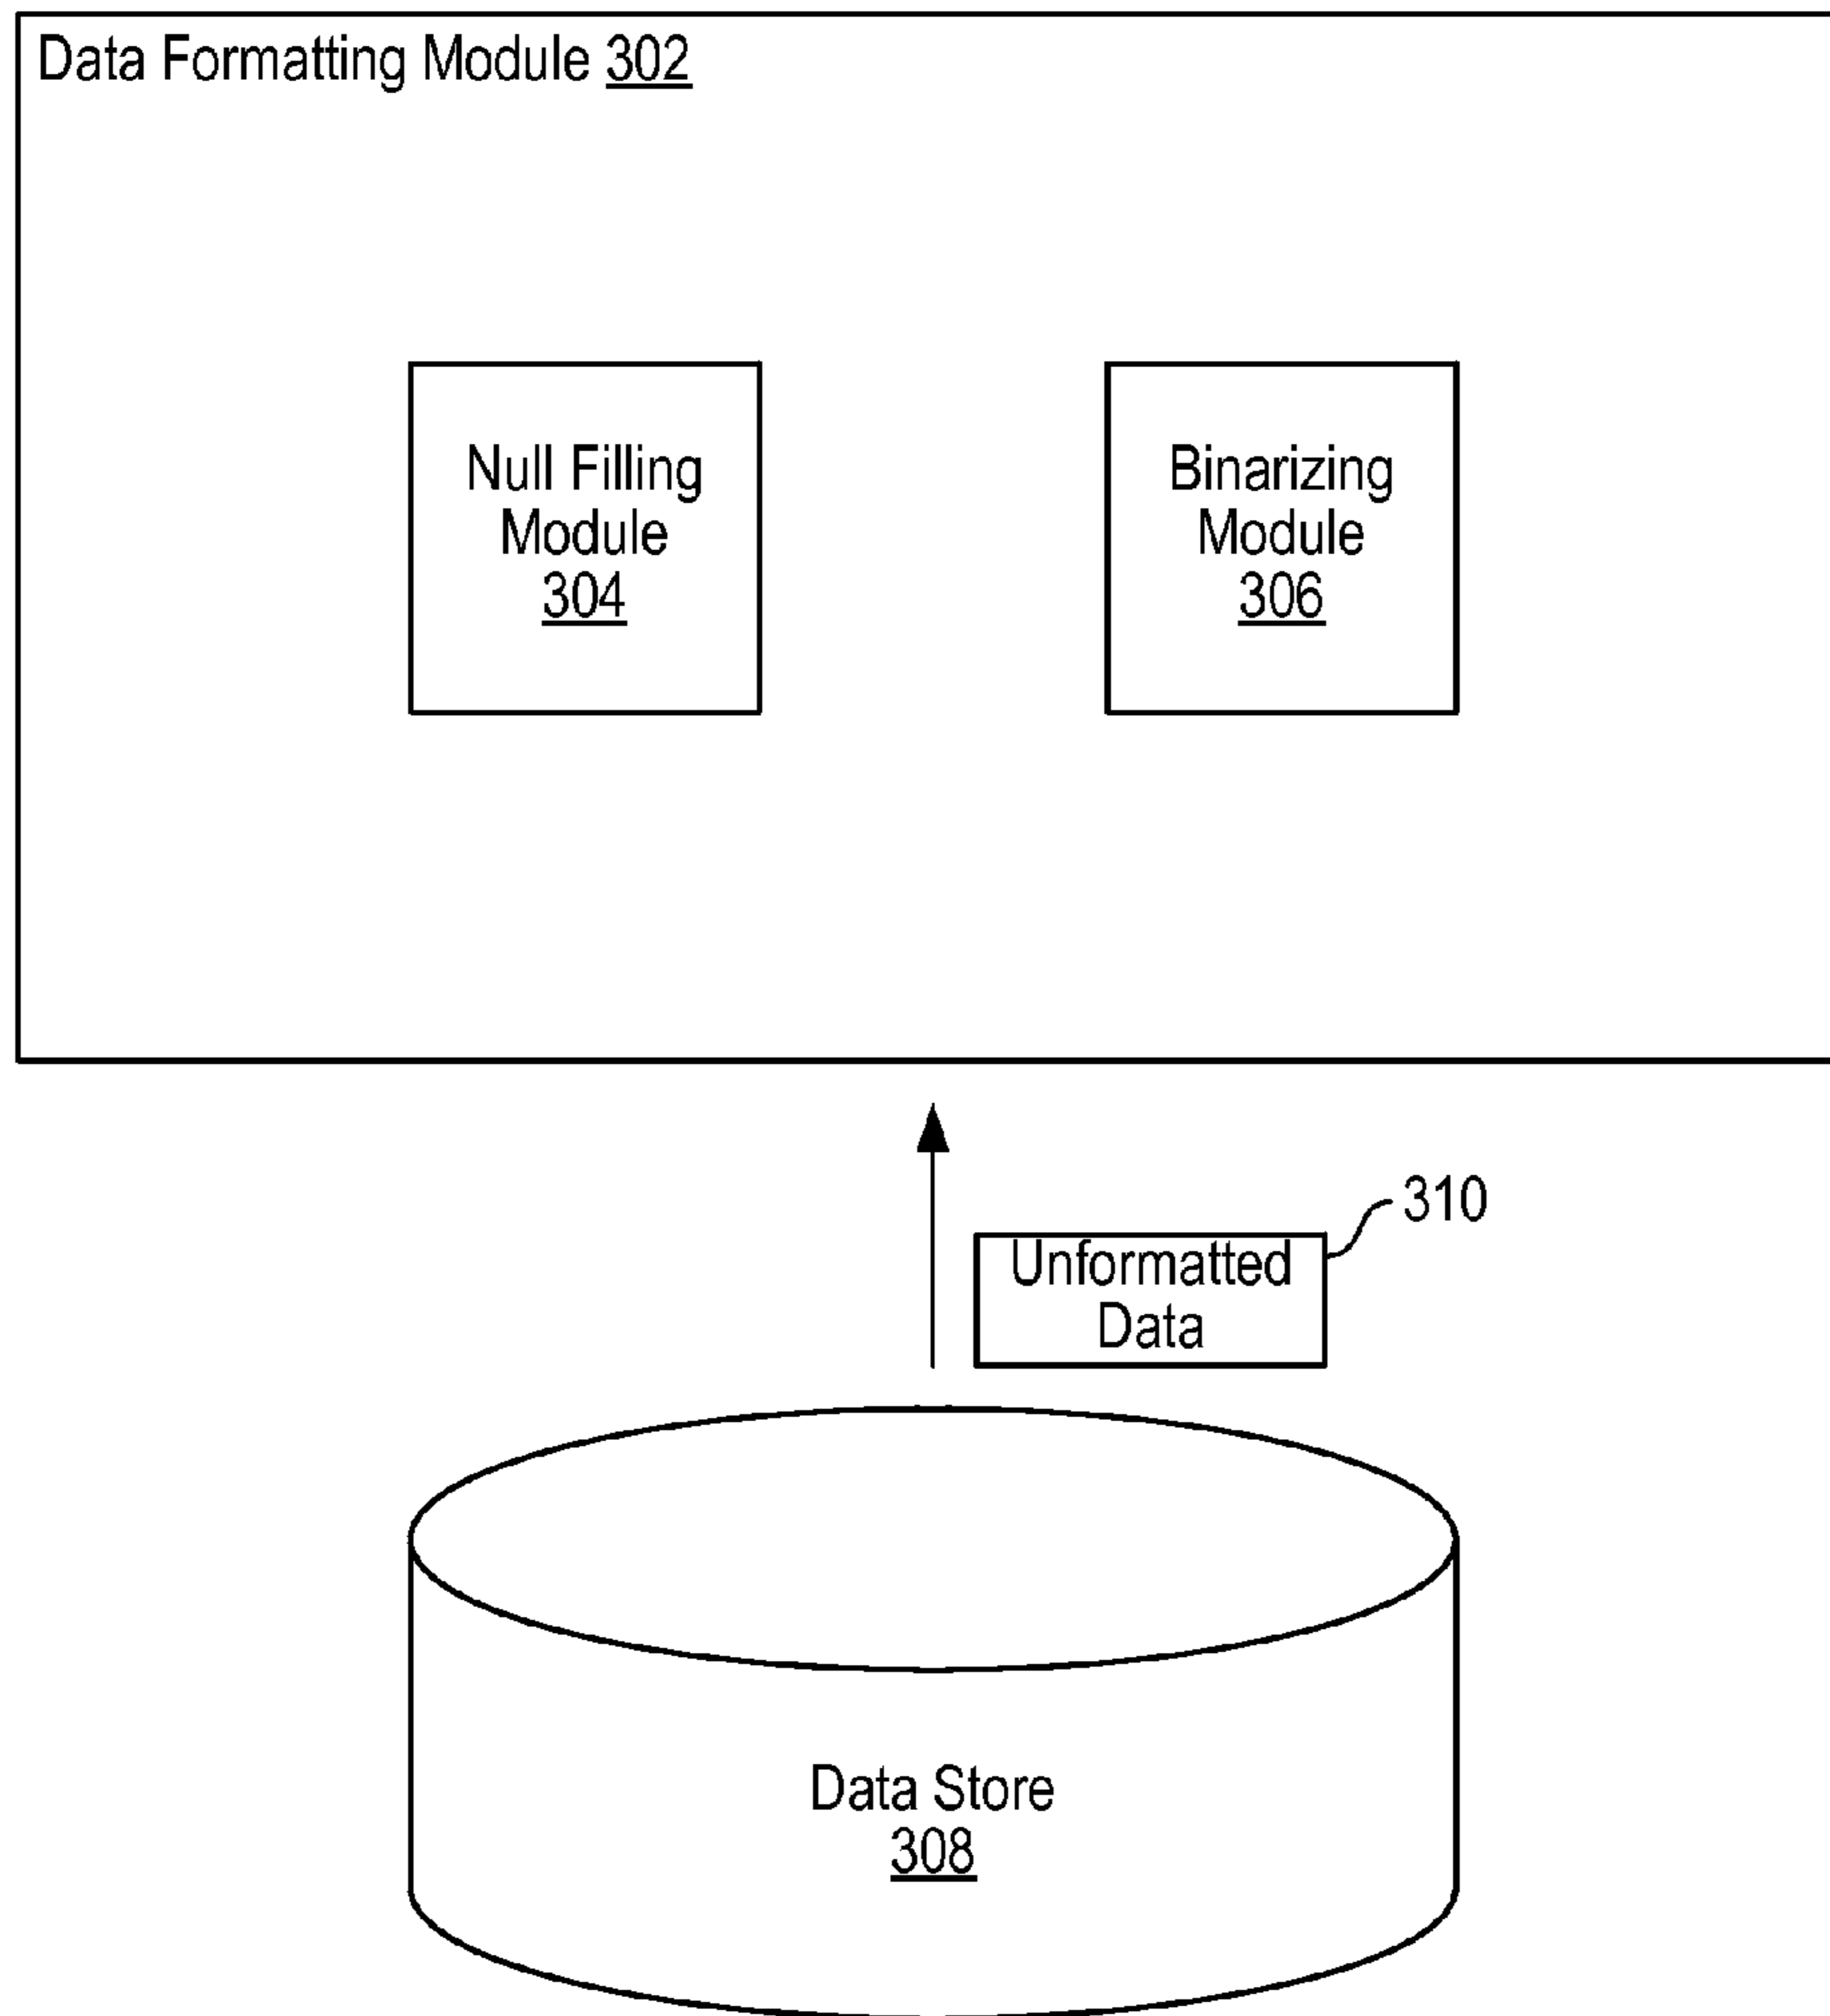 Data Formatting Module 302
Null Filling
Module
304
Binarizing
Module
306
310
Unformatted
Data
Data Store
308